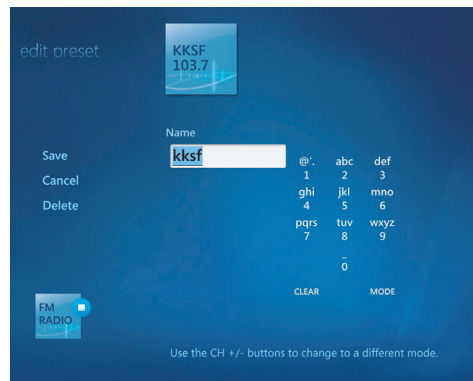 edit preset
KKSF
103.7
Name
kksf
Save
Cancel
Delete
@'. abc def
1 2 3
ghi jkl mno
4 5 6
pqrs tuv wxyz
7 8 9
_
0
CLEAR MODE
FM
RADIO
Use the CH +/- buttons to change to a different mode.